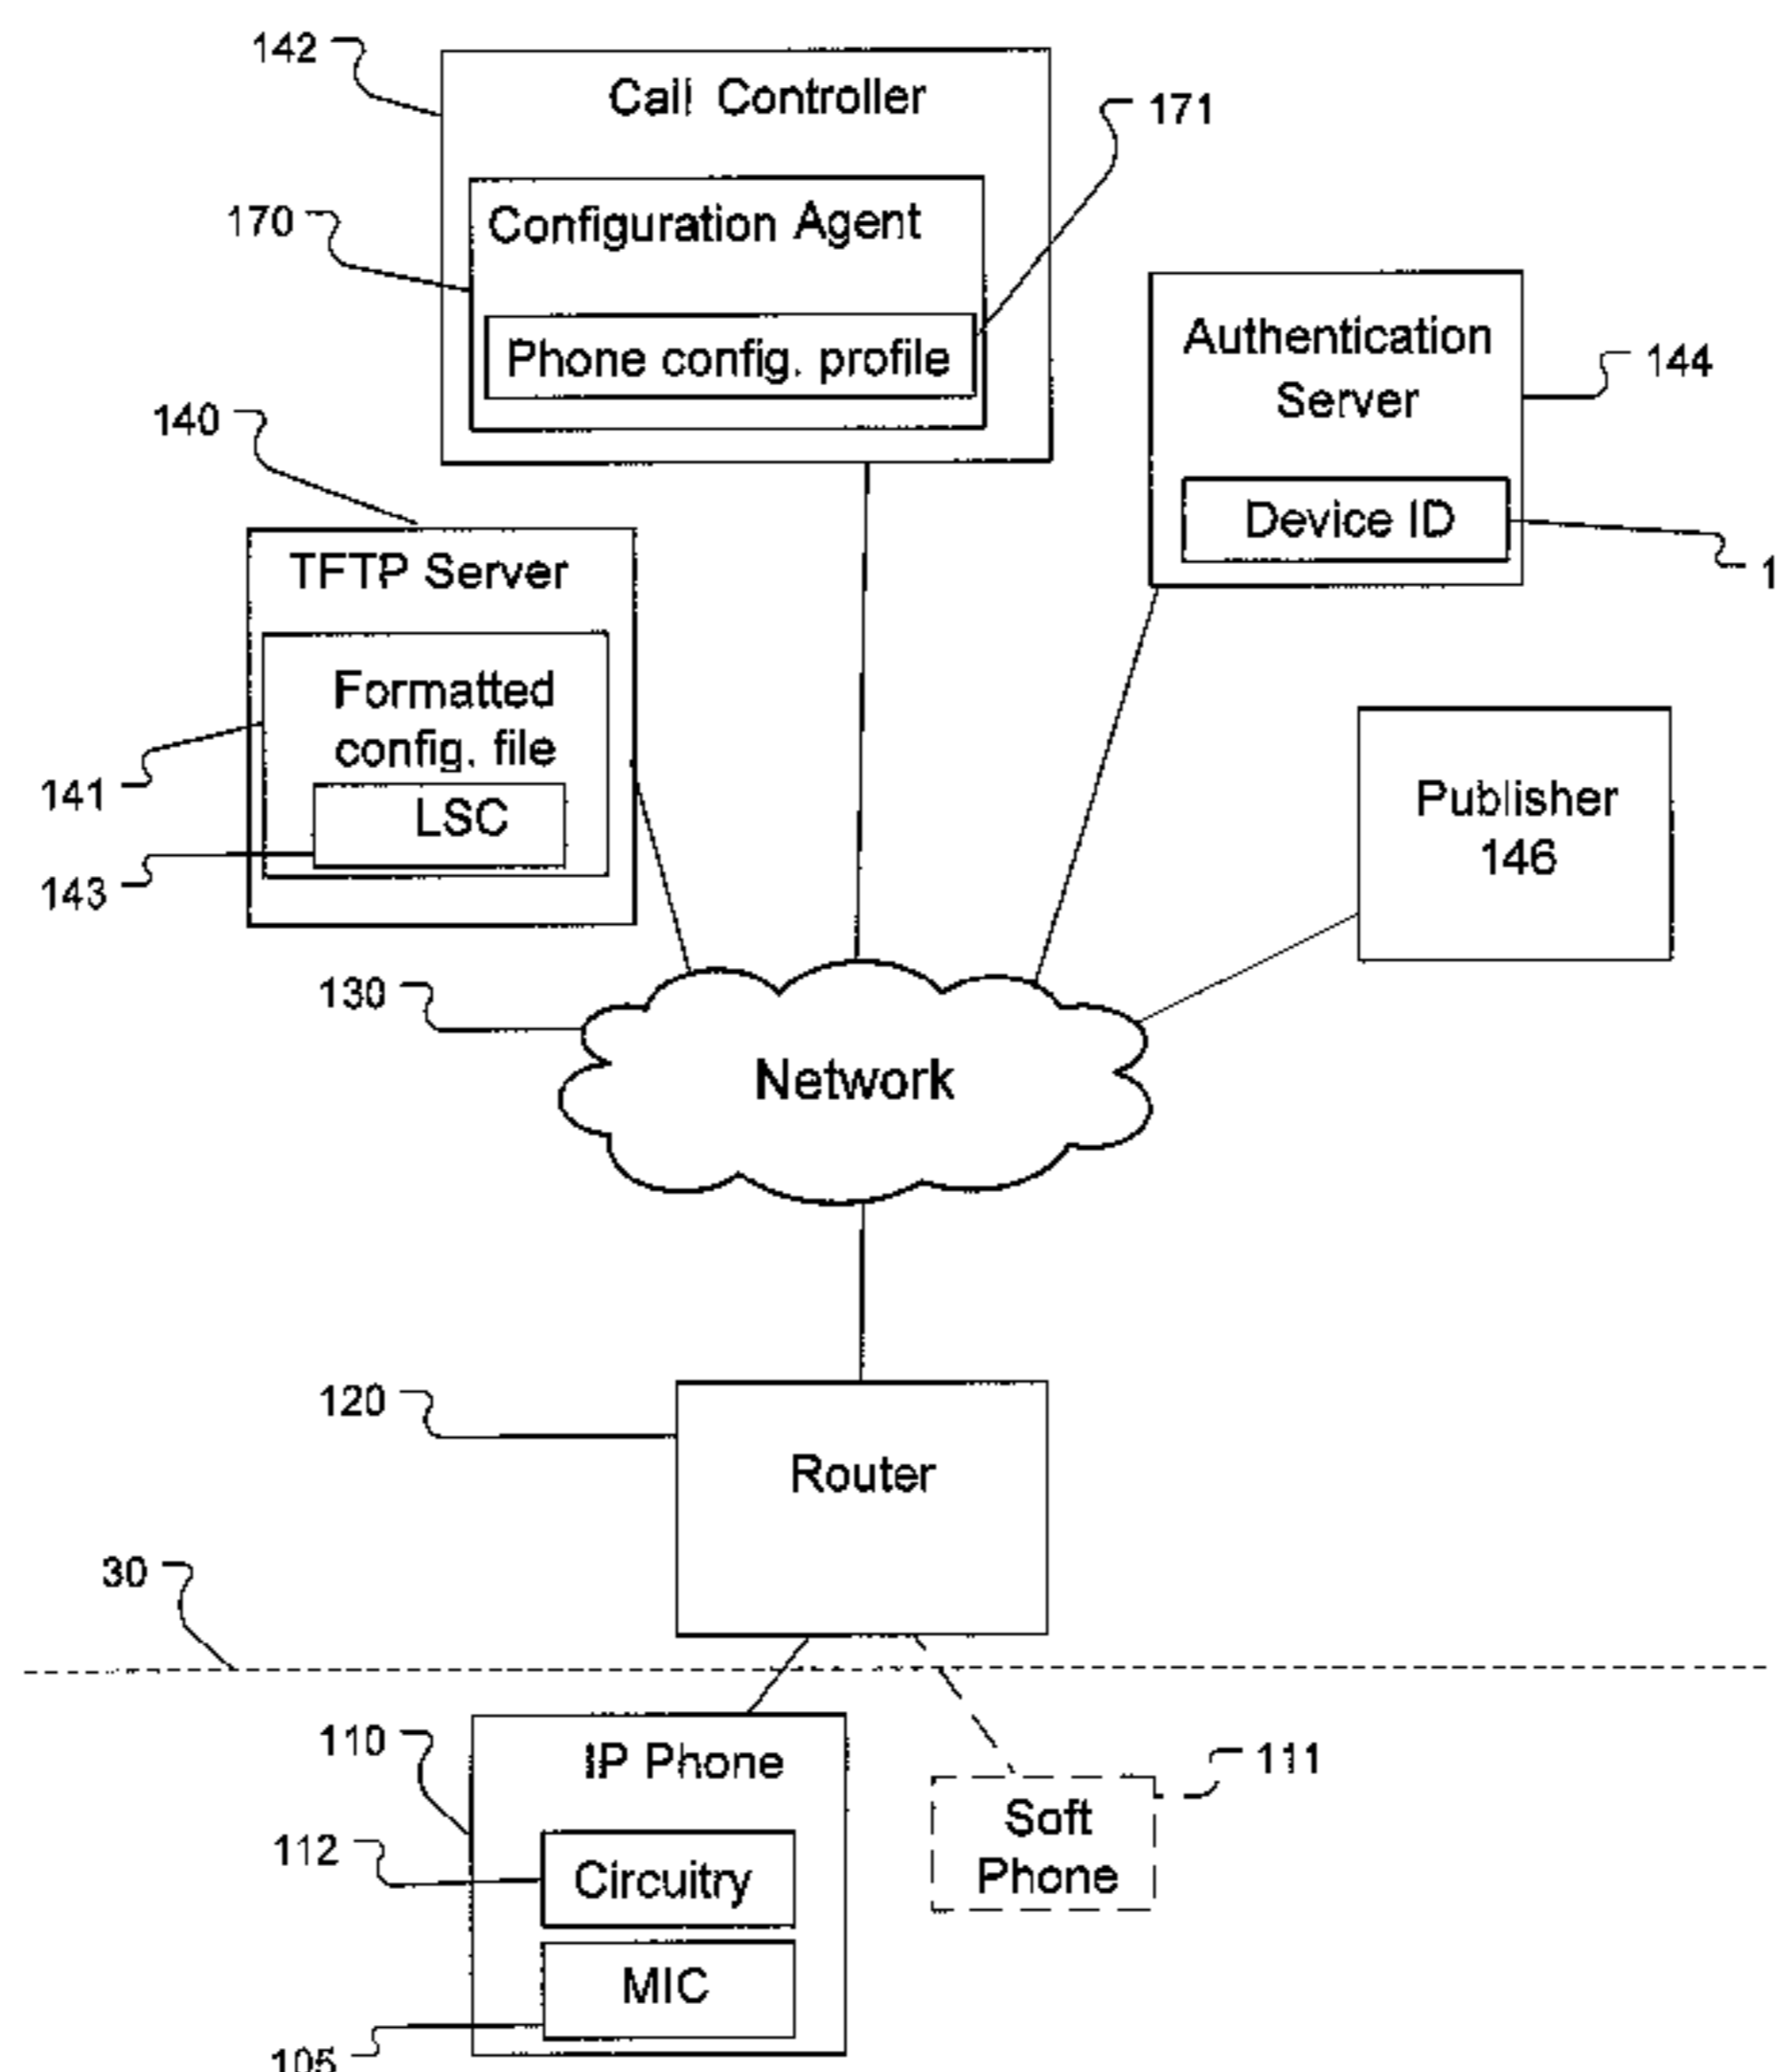 142
Call Controller
171
170
Configuration Agent
Phone config. profile
Authentication
Server
144
140
Device ID
1
TFTP Server
Formatted
config. file
141
LSC
143
Publisher
146
130
Network
120
Router
30
110
IP Phone
111
Soft
Phone
112
Circuitry
MIC
105